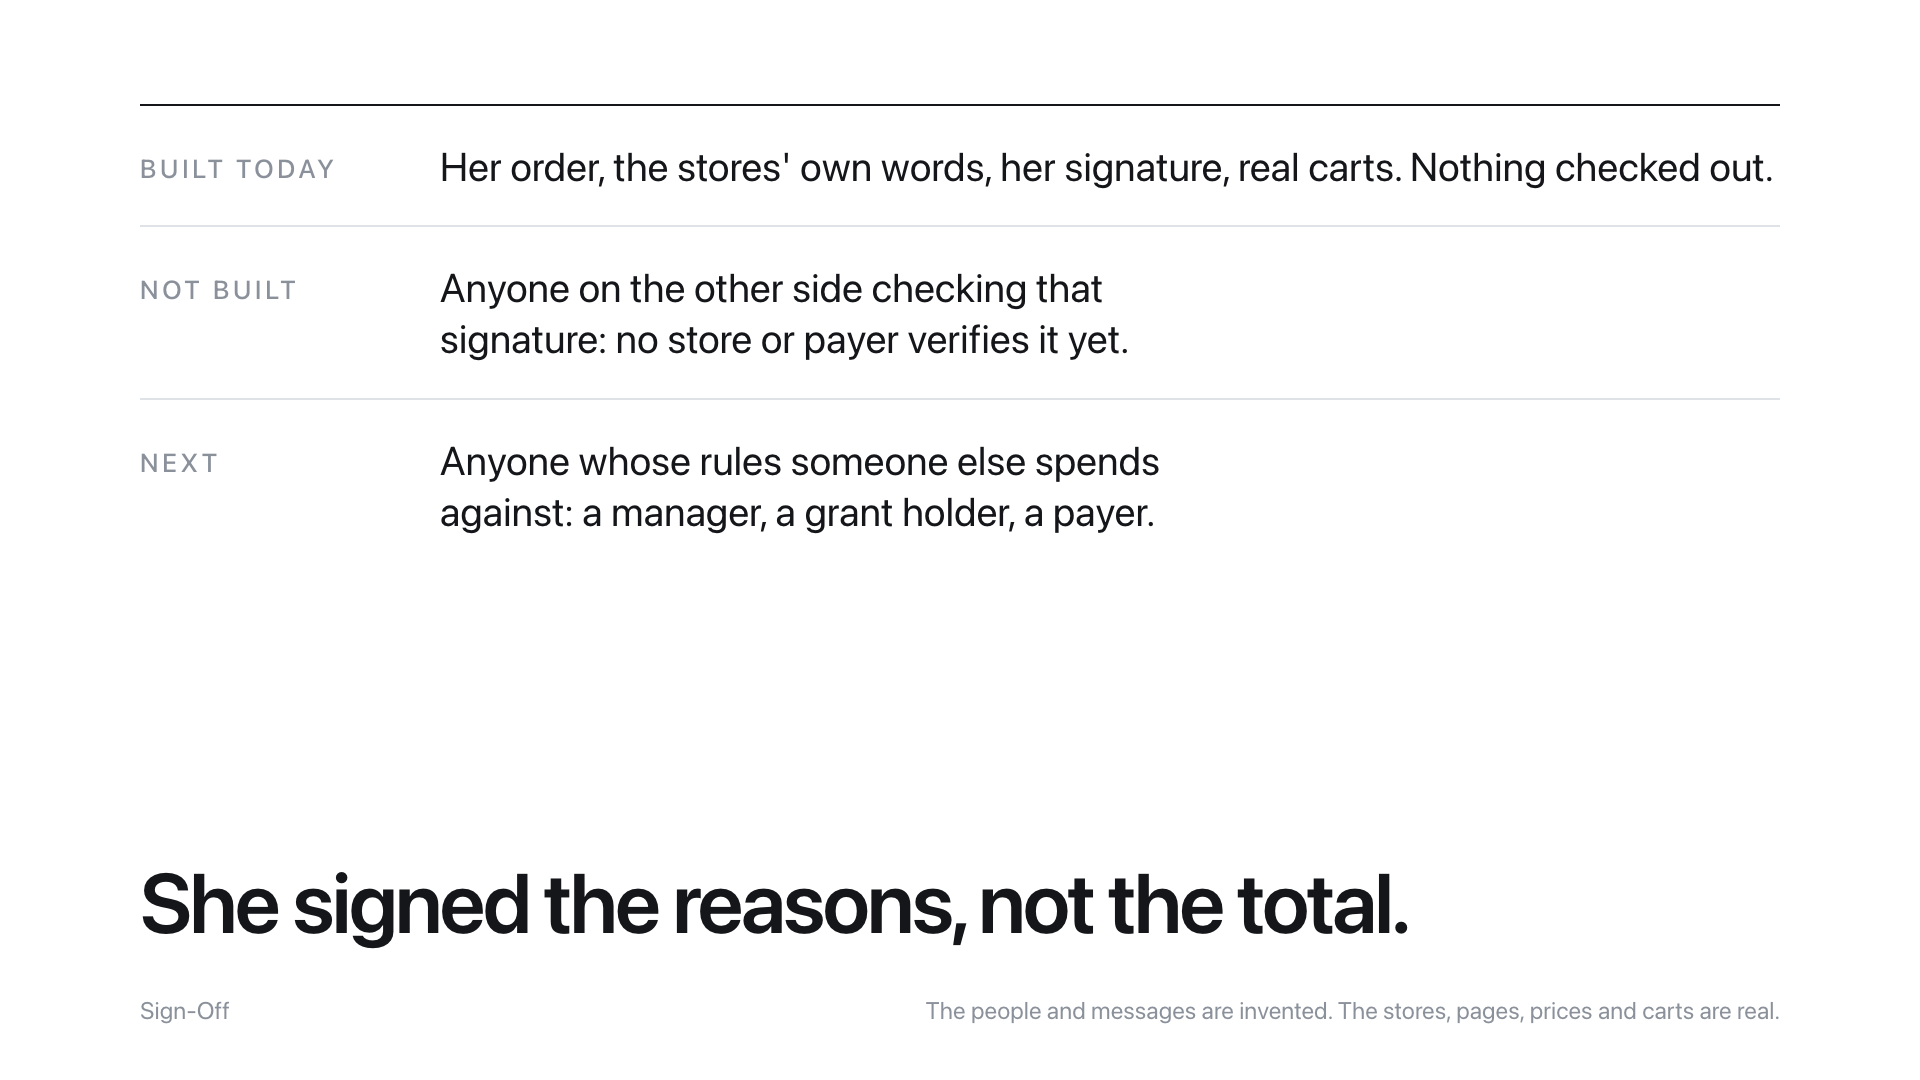 BUILT TODAY
Her order, the stores' own words, her signature, real carts. Nothing checked out.
NOT BUILT
Anyone on the other side checking that
signature: no store or payer verifies it yet.
NEXT
Anyone whose rules someone else spends
against: a manager, a grant holder, a payer.
She signed the reasons, not the total.
Sign-Off
The people and messages are invented. The stores, pages, prices and carts are real.